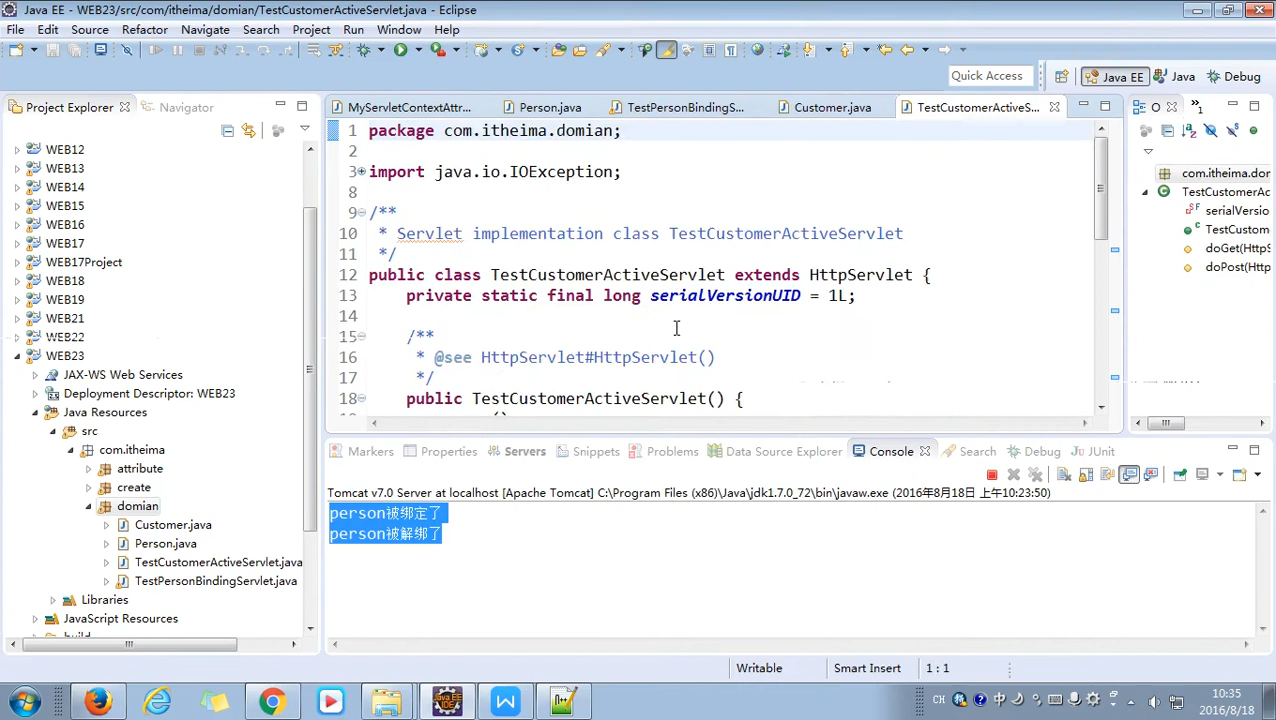 Java EE - WEB23/src/com/itheima/domian/TestCustomerActiveServlet.java - Eclipse
File Edit Source Refactor Navigate Search Project Run Window Help
Quick Access Java EE Java Debug
Project Explorer Navigator
MyServletContextAttr... Person.java TestPersonBindingS... Customer.java TestCustomerActiveS... O
WEB12
WEB13
WEB14
WEB15
WEB16
WEB17
WEB17Project
WEB18
WEB19
WEB21
WEB22
WEB23
JAX-WS Web Services
Deployment Descriptor: WEB23
Java Resources
src
com.itheima
attribute
create
domian
Customer.java
Person.java
TestCustomerActiveServlet.java
TestPersonBindingServlet.java
Libraries
JavaScript Resources
build
1 package com.itheima.domian;
2
3 import java.io.IOException;
8
9 /**
10 * Servlet implementation class TestCustomerActiveServlet
11 */
12 public class TestCustomerActiveServlet extends HttpServlet {
13 private static final long serialVersionUID = 1L;
14
15 /**
16 * @see HttpServlet#HttpServlet()
17 */
18 public TestCustomerActiveServlet() {
com.itheima.dor
TestCustomerAc
serialVersio
TestCustom
doGet(Http
doPost(Htt
Markers Properties Servers Snippets Problems Data Source Explorer Console Search Debug JUnit
Tomcat v7.0 Server at localhost [Apache Tomcat] C:\Program Files (x86)\Java\jdk1.7.0_72\bin\javaw.exe (2016年8月18日 上午10:23:50)
person被绑定了
person被解绑了
Writable Smart Insert 1 : 1
CH 中 10:35
2016/8/18